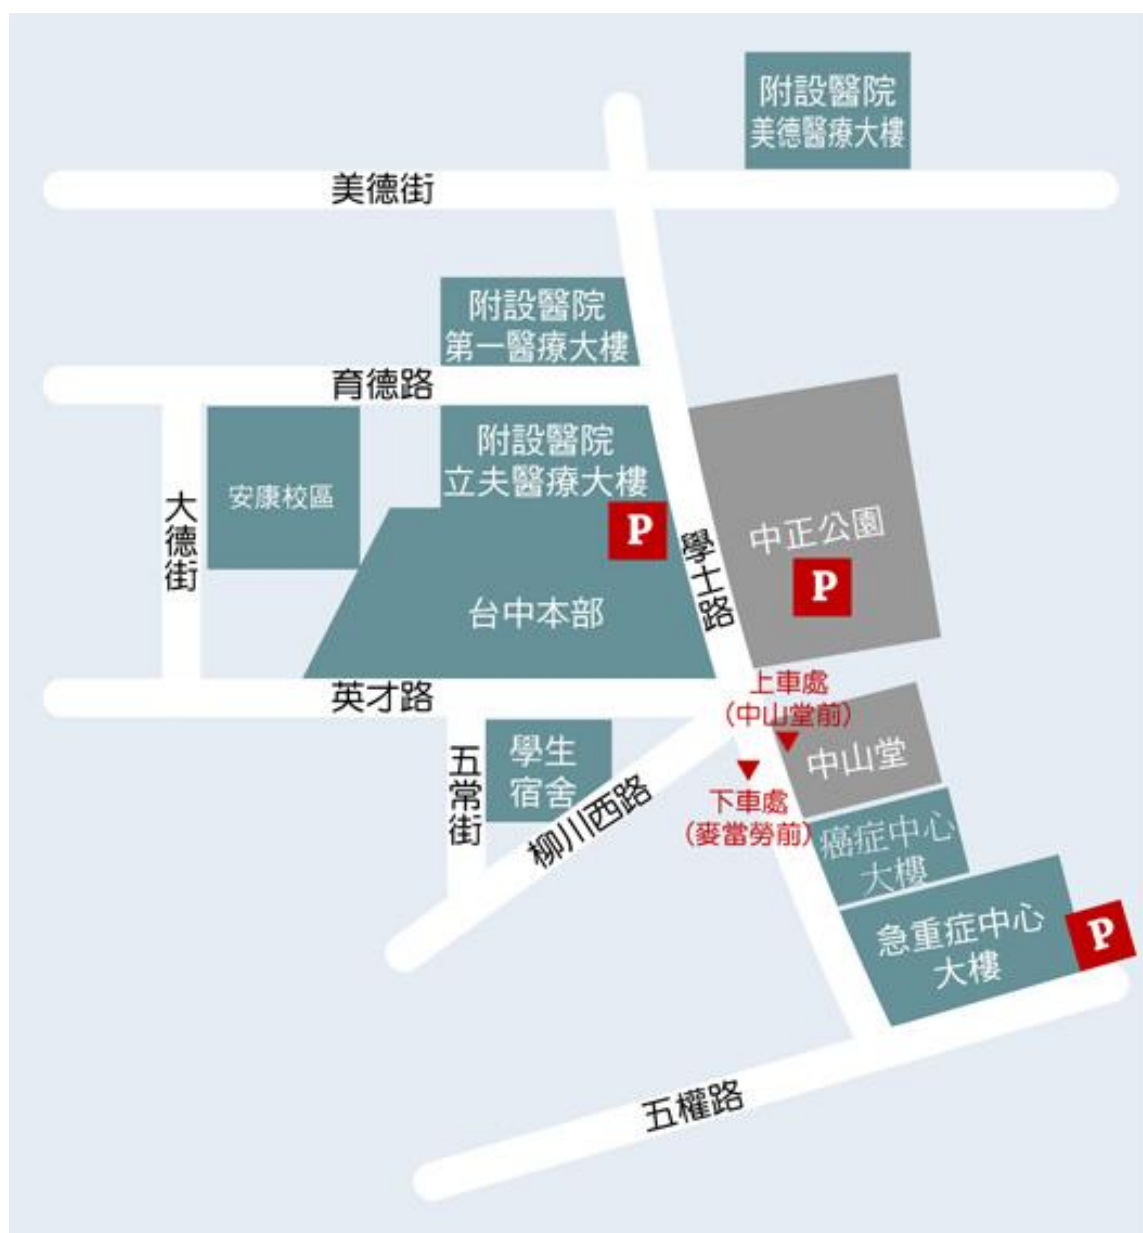 附設醫院
美德醫療大樓
美德街
附設醫院
第一醫療大樓
育德路
附設醫院
立夫醫療大樓
安康校區
大德街
P
學士路
中正公園
P
台中本部
英才路
上車處
(中山堂前)
中山堂
學生
宿舍
五常街
柳川西路
下車處
(麥當勞前)
癌症中心
大樓
急重症中心
大樓
P
五權路